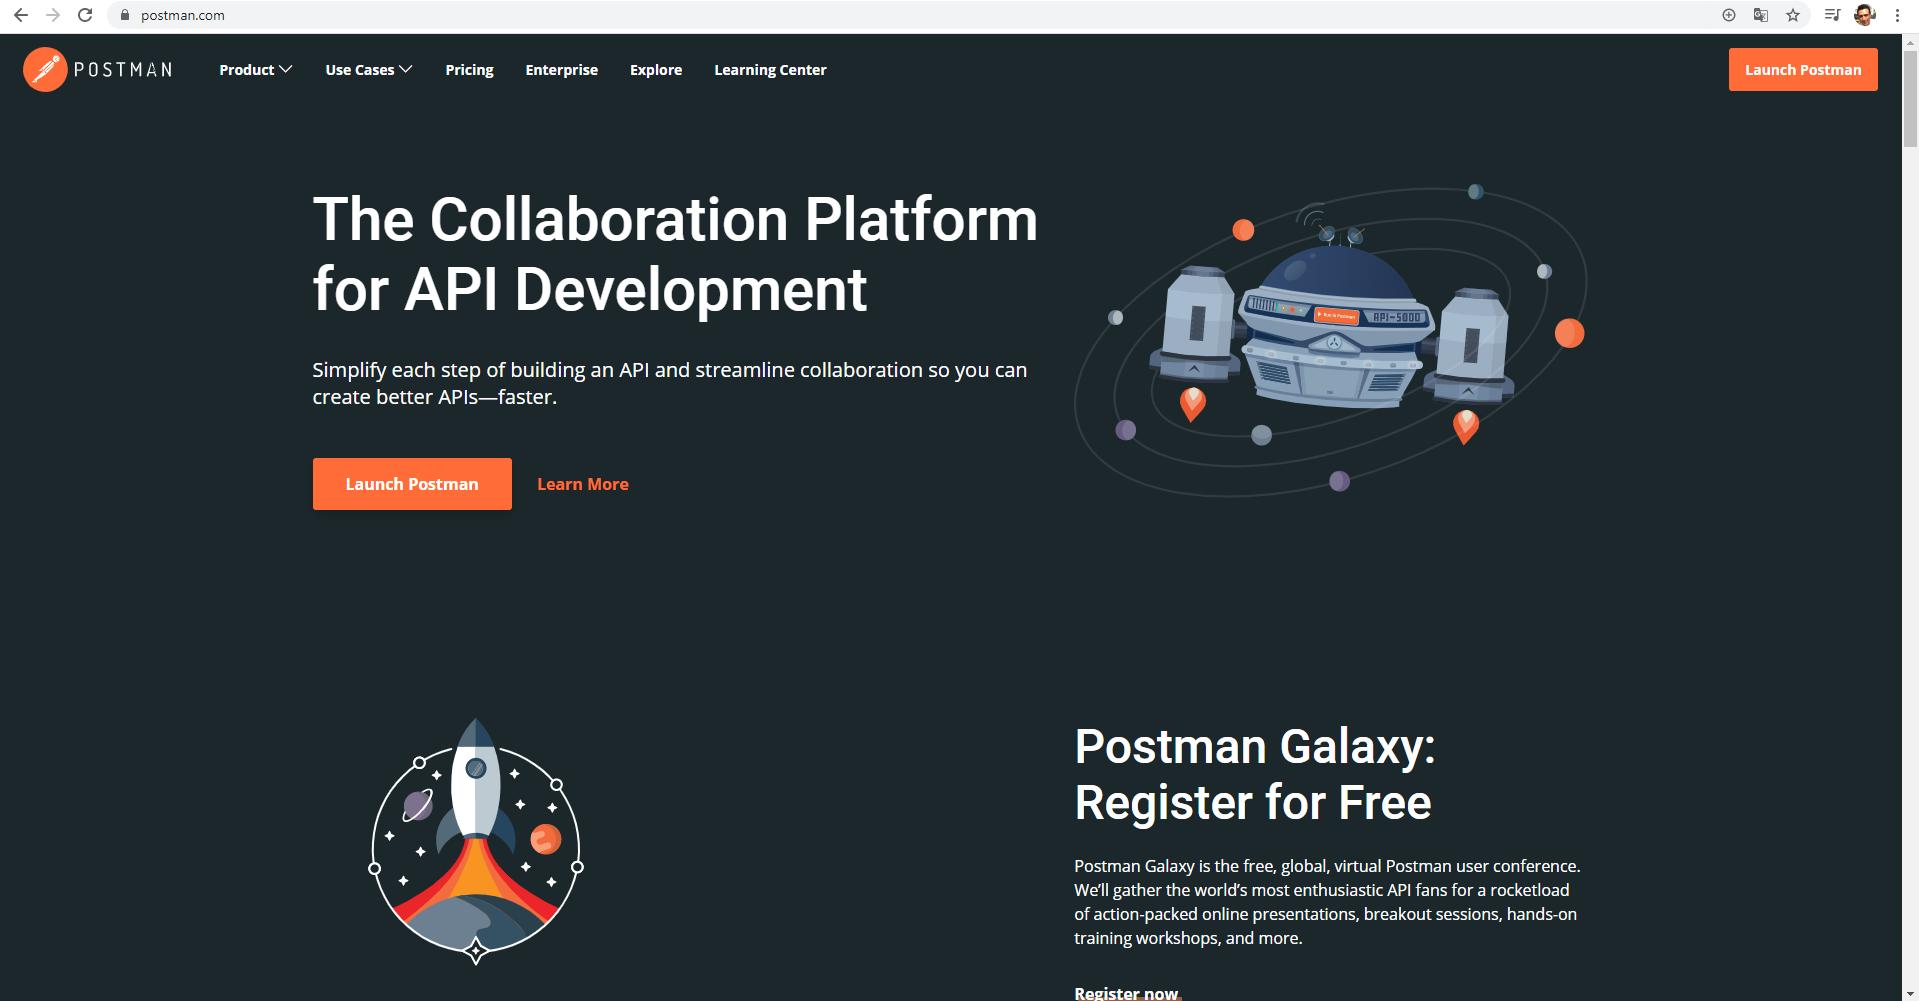 postman.com
POSTMAN
Product
Use Cases
Pricing
Enterprise
Explore
Learning Center
Launch Postman
The Collaboration Platform
for API Development
Run in Postman
API-5000
Simplify each step of building an API and streamline collaboration so you can
create better APIs—faster.
Launch Postman
Learn More
Postman Galaxy:
Register for Free
Postman Galaxy is the free, global, virtual Postman user conference.
We’ll gather the world’s most enthusiastic API fans for a rocketload
of action-packed online presentations, breakout sessions, hands-on
training workshops, and more.
Register now